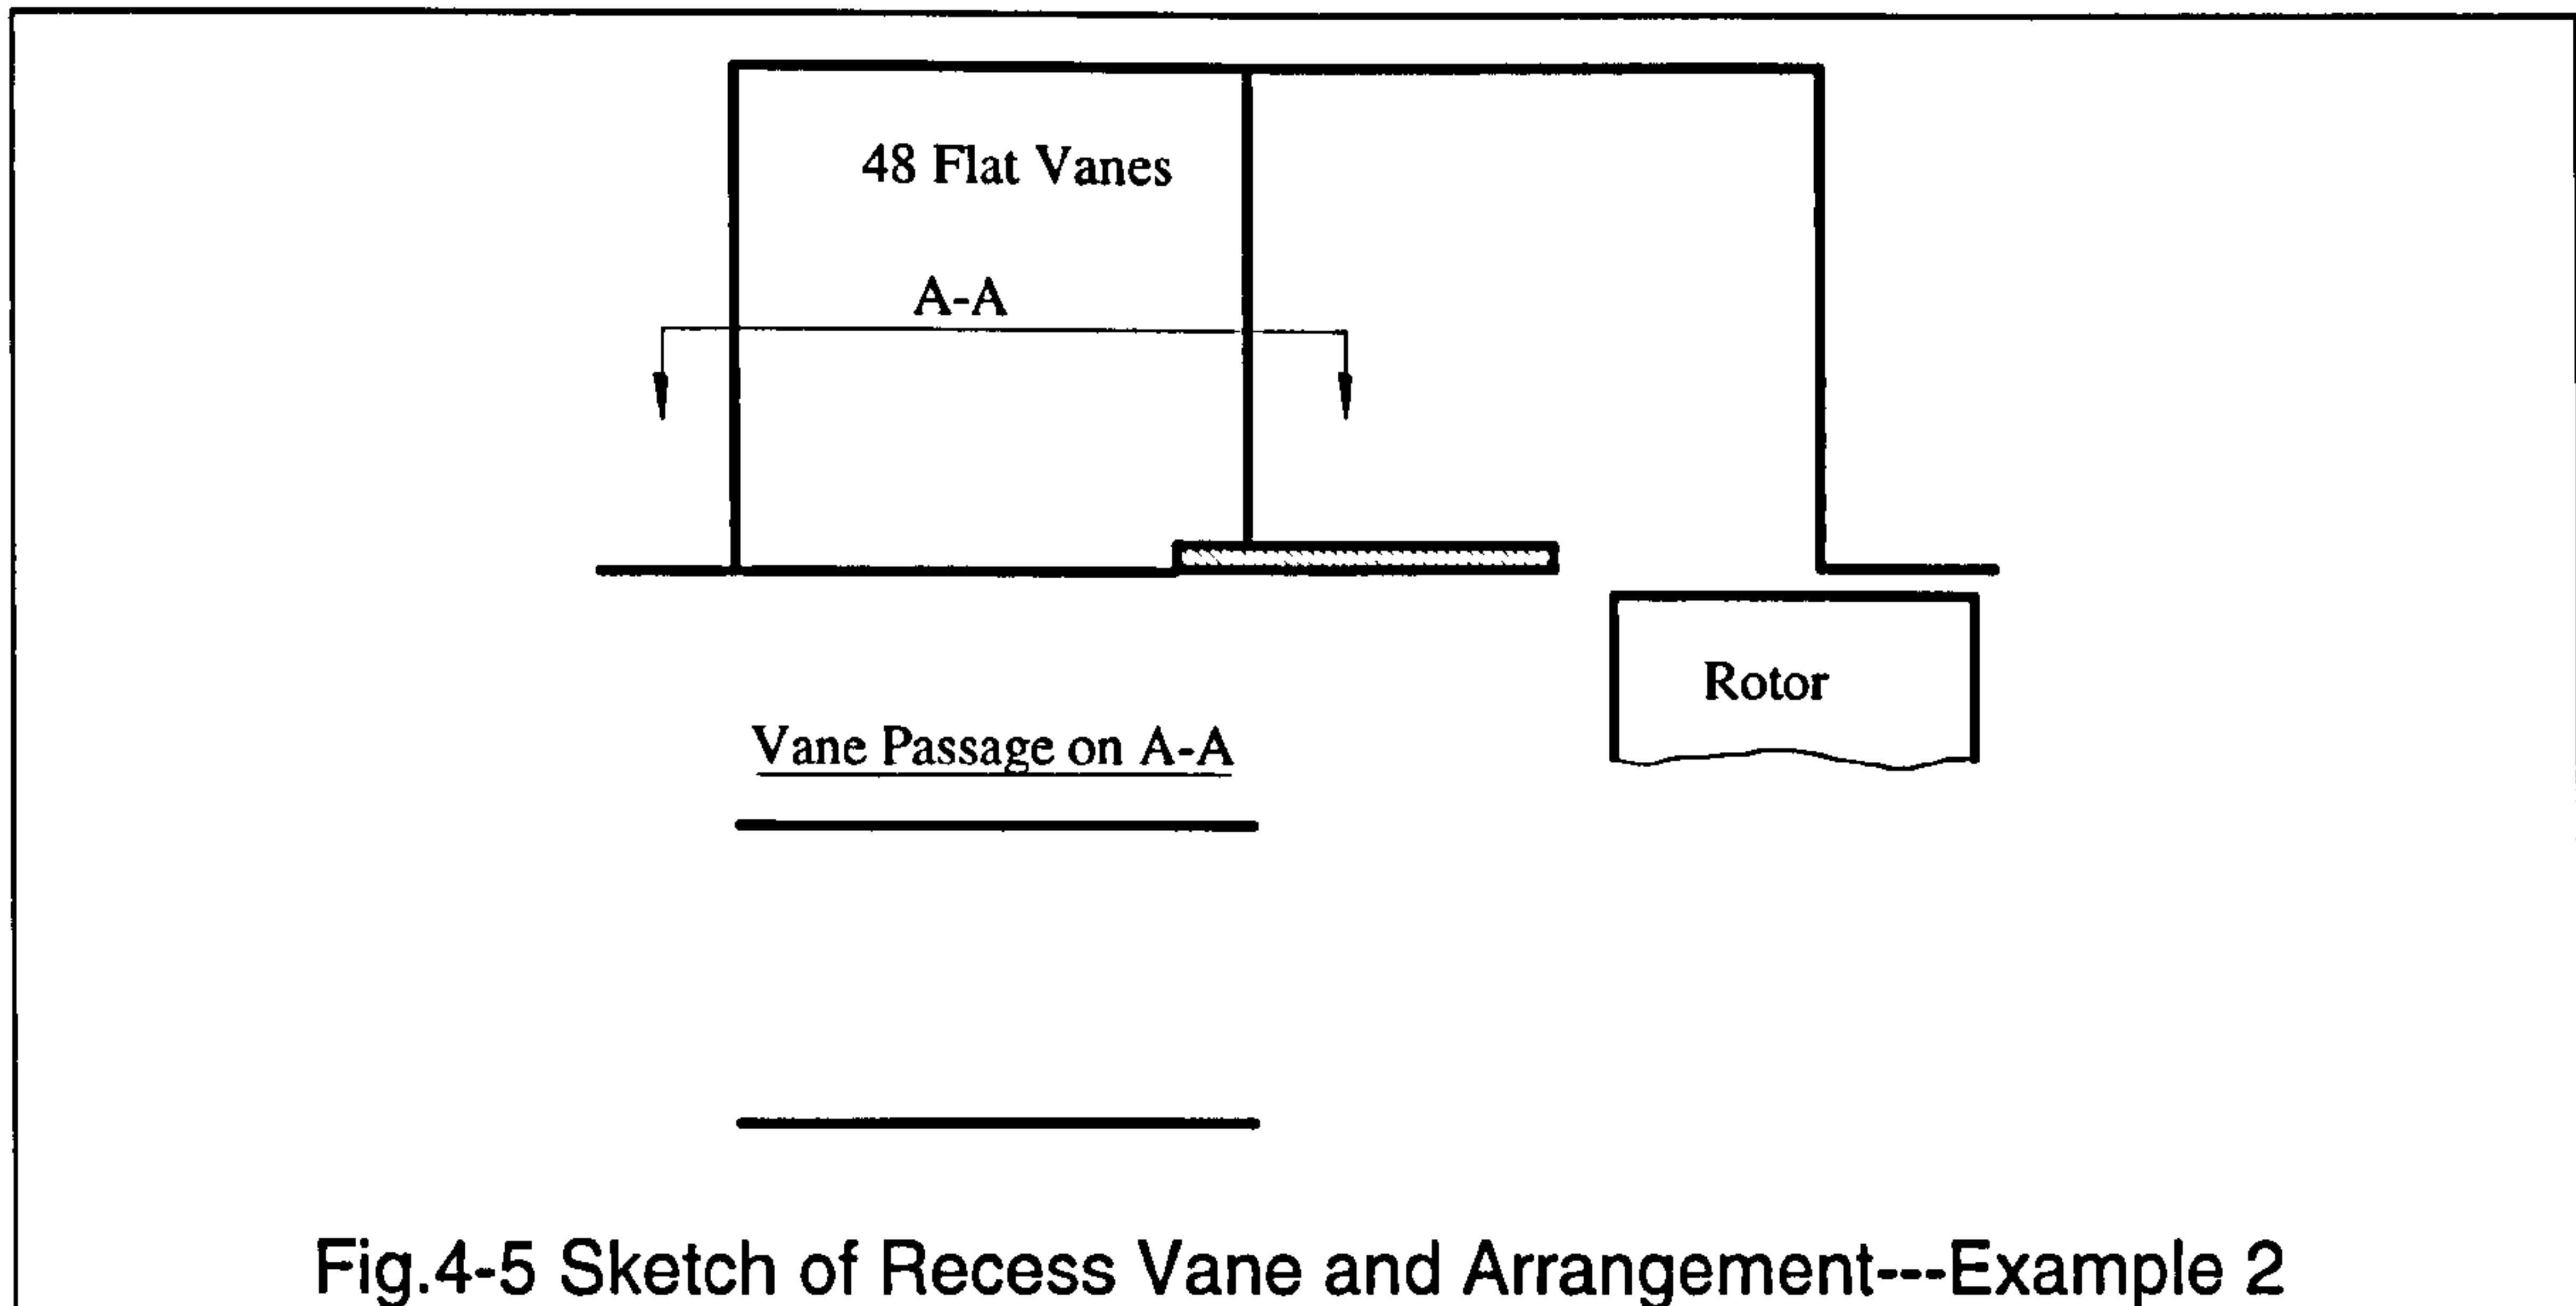 48 Flat Vanes
A-A
Rotor
Vane Passage on A-A
Fig.4-5 Sketch of Recess Vane and Arrangement---Example 2